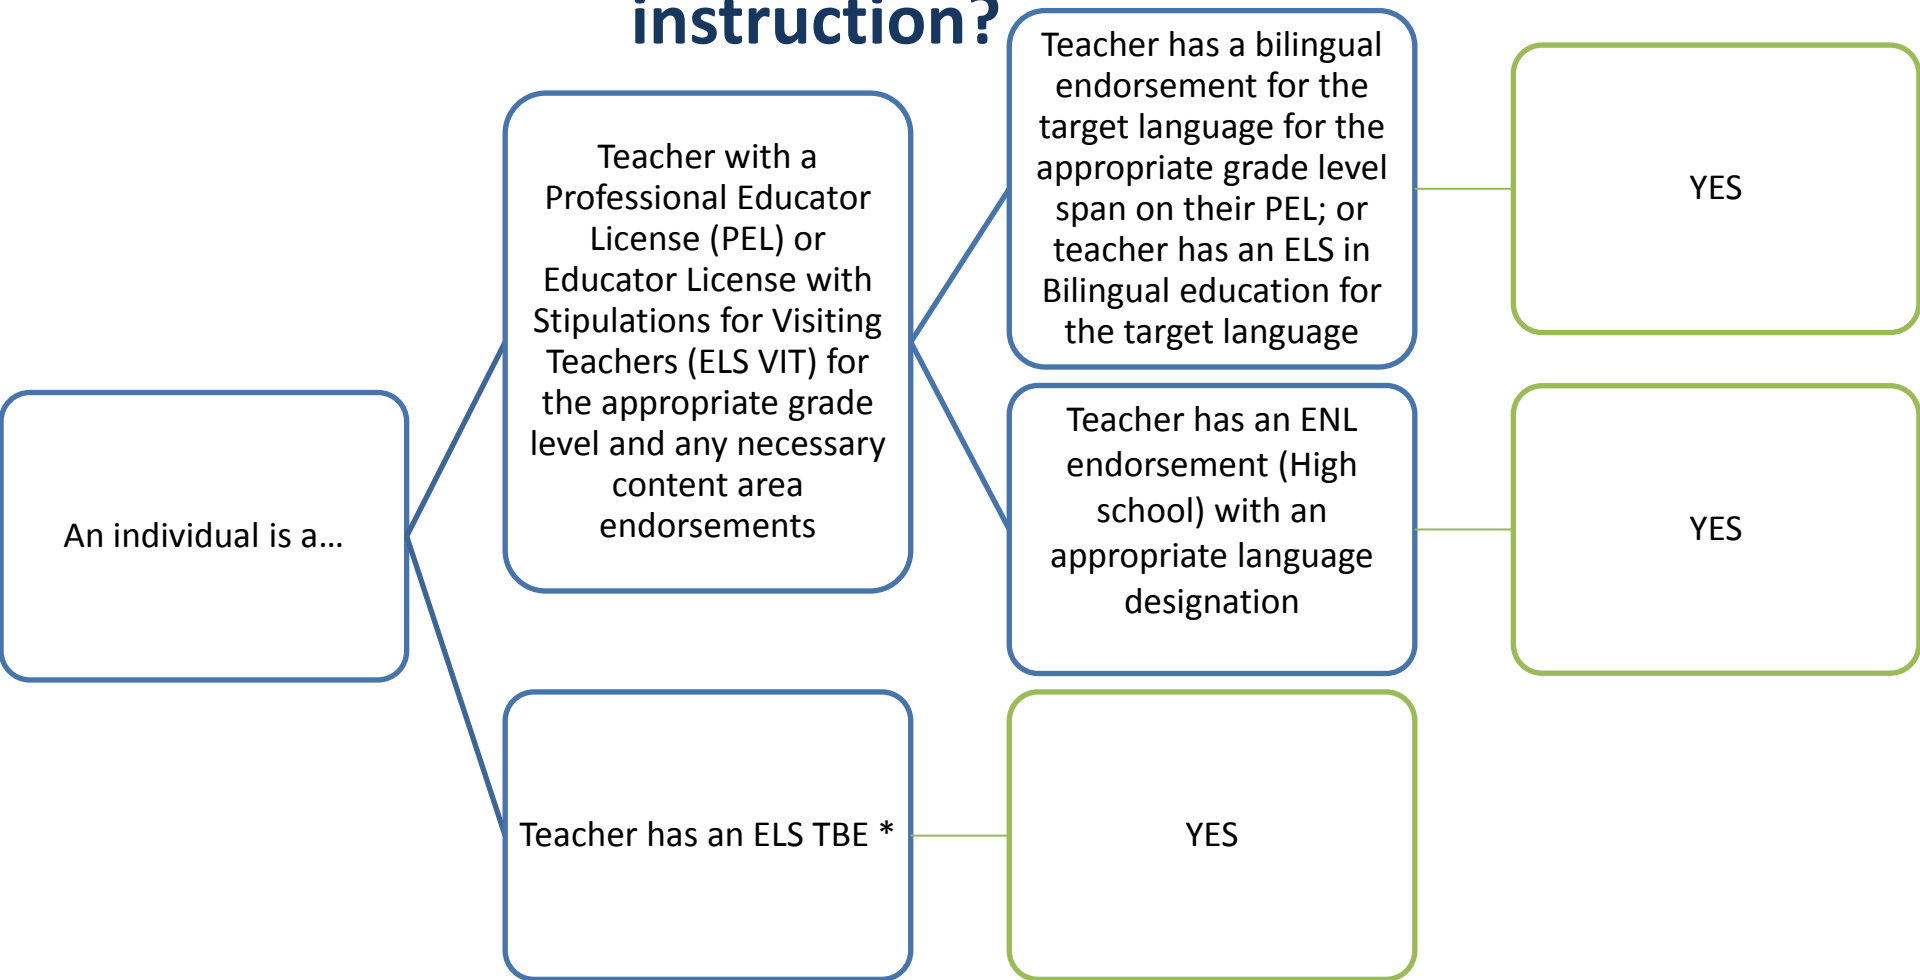 instruction?
An individual is a...
Teacher with a
Professional Educator
License (PEL) or
Educator License with
Stipulations for Visiting
Teachers (ELS VIT) for
the appropriate grade
level and any necessary
content area
endorsements
Teacher has a bilingual
endorsement for the
target language for the
appropriate grade level
span on their PEL; or
teacher has an ELS in
Bilingual education for
the target language
YES
Teacher has an ENL
endorsement (High
school) with an
appropriate language
designation
YES
Teacher has an ELS TBE *
YES